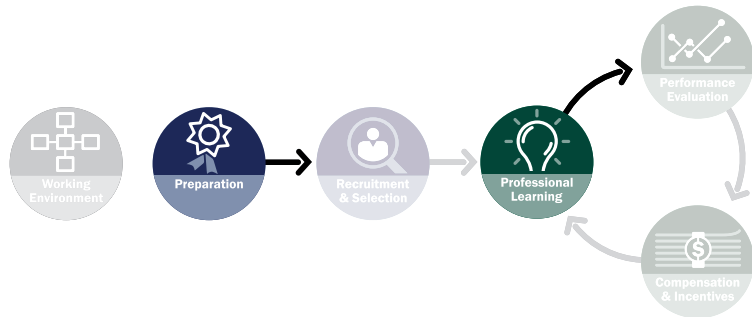 Working
Environment
Preparation
Recruitment
& Selection
Professional
Learning
Performance
Evaluation
$
Compensation
& Incentives